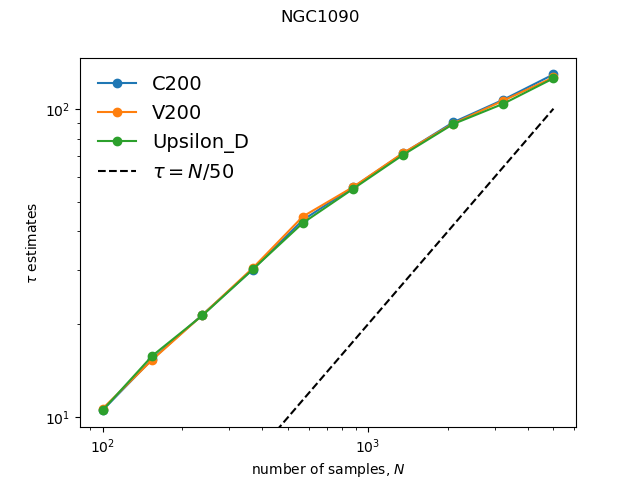 NGC1090
C200
V200
Upsilon_D
τ = N/50
τ estimates
10²
10¹
10²
10³
number of samples, N